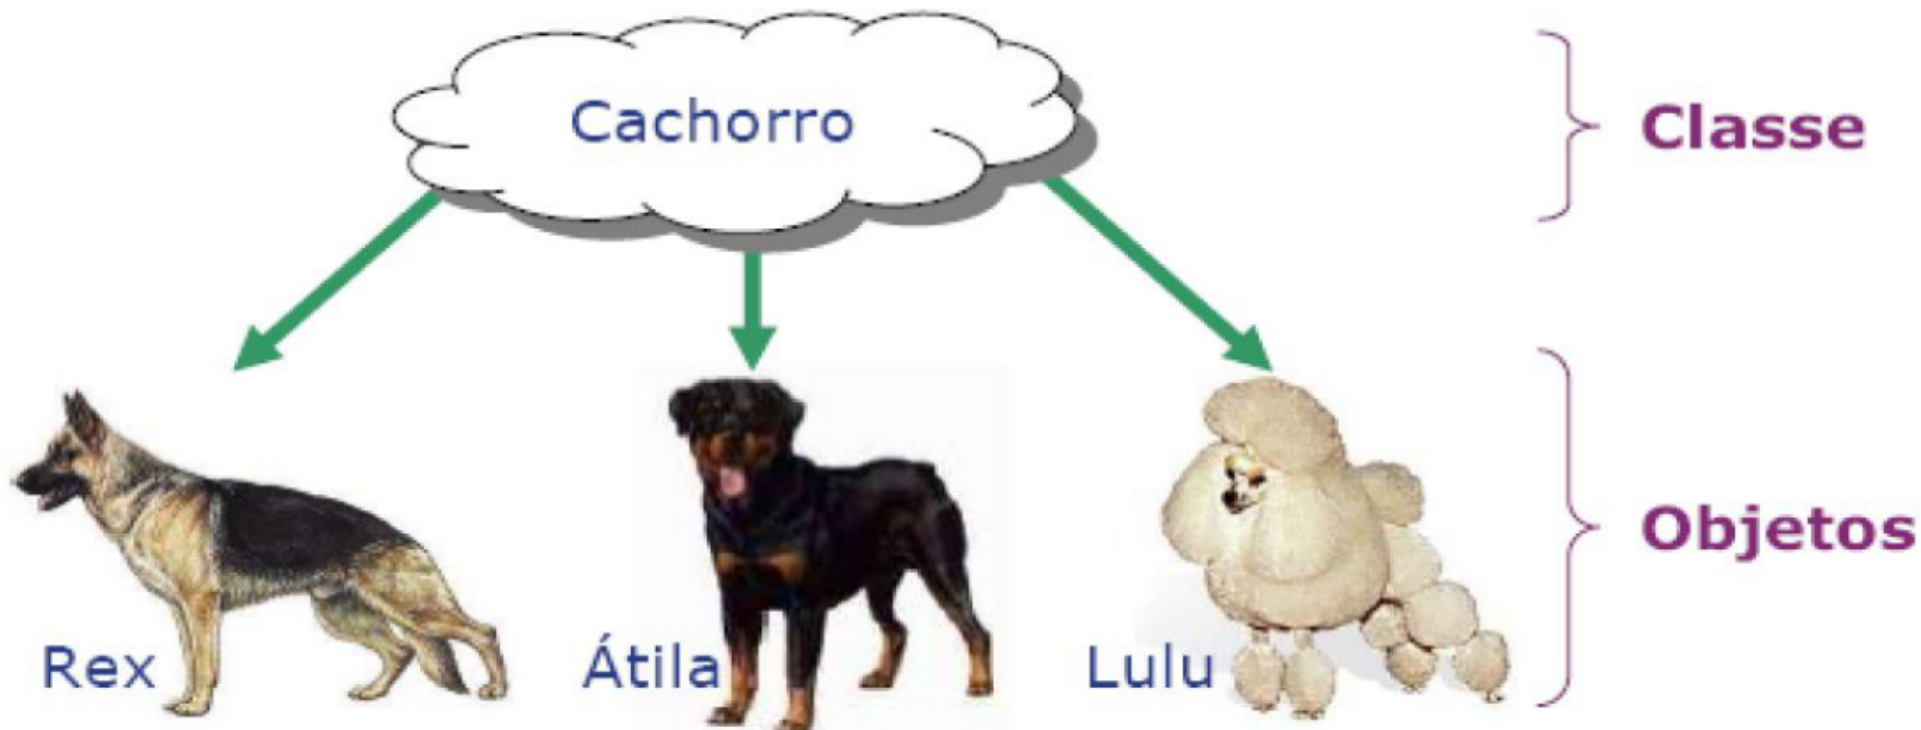 Cachorro
Classe
Rex
Átila
Lulu
Objetos